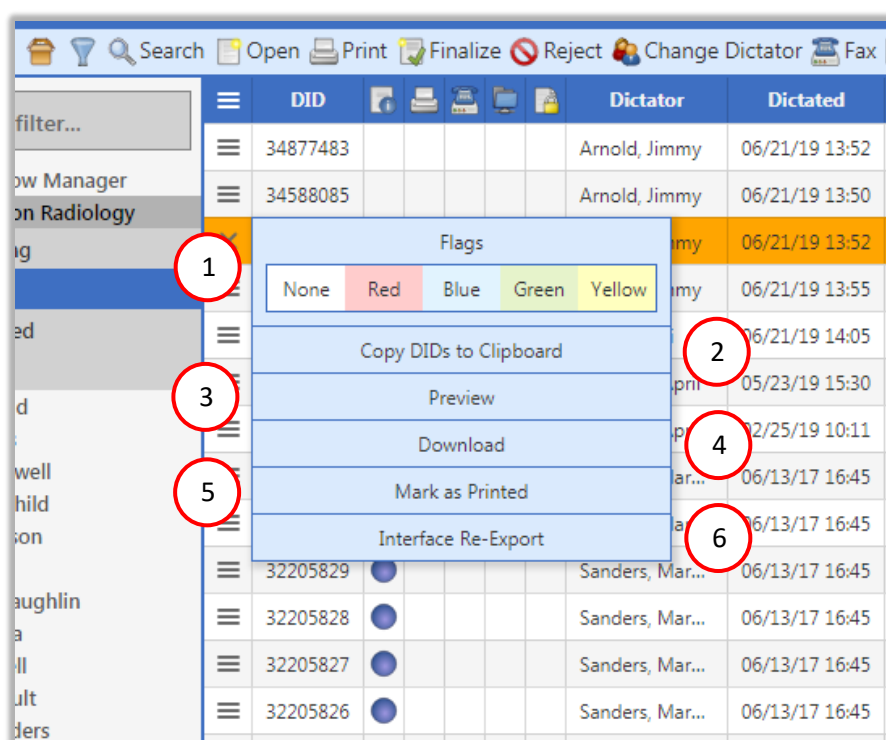 Search Open Print Finalize Reject Change Dictator Fax
filter...
DID Dictator Dictated
34877483 Arnold, Jimmy 06/21/19 13:52
ow Manager
34588085 Arnold, Jimmy 06/21/19 13:50
on Radiology
ag
Flags
my 06/21/19 13:52
1
None Red Blue Green Yellow
my 06/21/19 13:55
ed
Copy DIDs to Clipboard
2
06/21/19 14:05
3
Preview
pril 05/23/19 15:30
d
Download
4
02/25/19 10:11
well
5
Mark as Printed
ar... 06/13/17 16:45
hild
son
Interface Re-Export
6
06/13/17 16:45
32205829 Sanders, Mar... 06/13/17 16:45
aughlin
a
32205828 Sanders, Mar... 06/13/17 16:45
ll
32205827 Sanders, Mar... 06/13/17 16:45
ult
ders
32205826 Sanders, Mar... 06/13/17 16:45